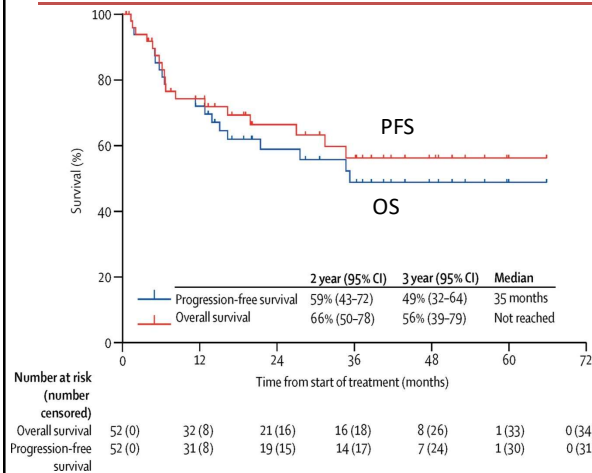 100
80
60
40
20
0
Survival (%)
PFS
OS
2 year (95% CI) 3 year (95% CI) Median
Progression-free survival 59% (43–72) 49% (32–64) 35 months
Overall survival 66% (50–78) 56% (39–79) Not reached
0 12 24 36 48 60 72
Time from start of treatment (months)
Number at risk
(number
censored)
Overall survival 52 (0) 32 (8) 21 (16) 16 (18) 8 (26) 1 (33) 0 (34
Progression-free 52 (0) 31 (8) 19 (15) 14 (17) 7 (24) 1 (30) 0 (31
survival